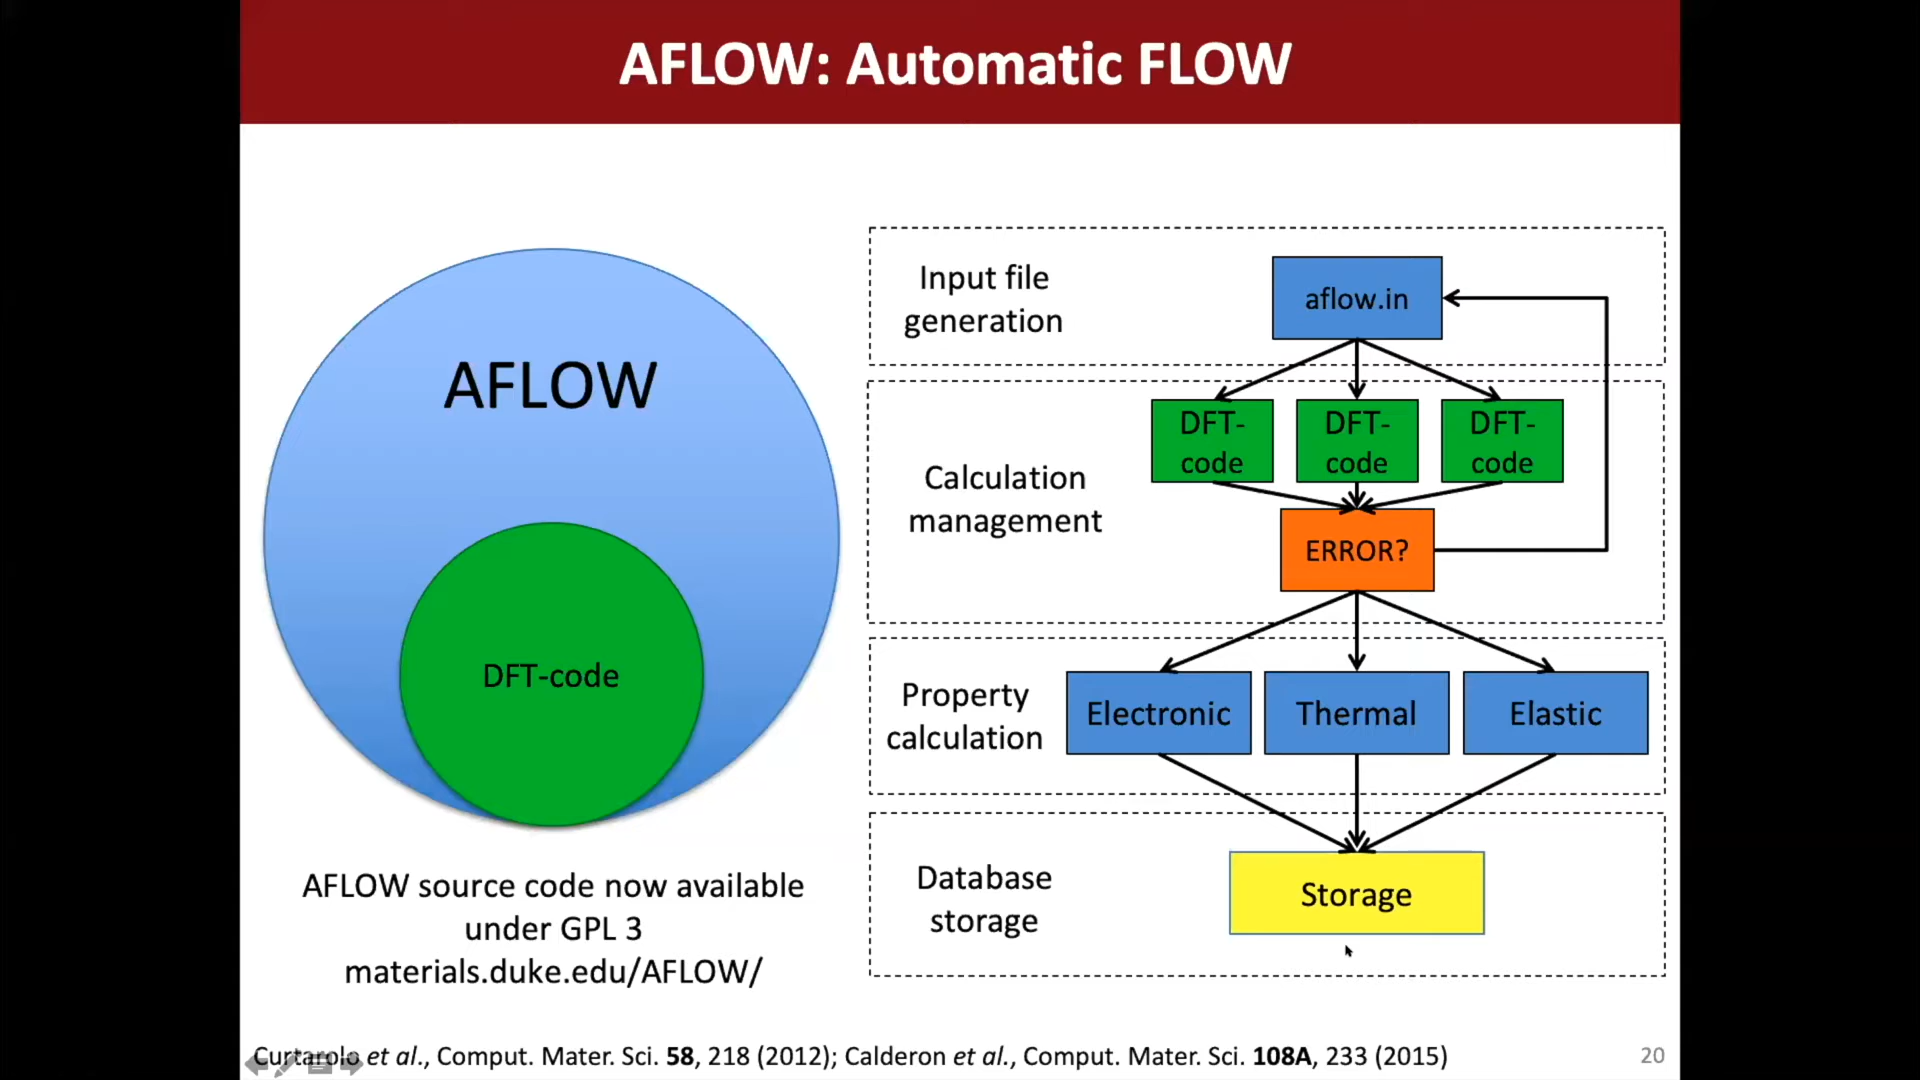 AFLOW: Automatic FLOW
AFLOW
DFT-code
AFLOW source code now available
under GPL 3
materials.duke.edu/AFLOW/
Input file
generation
aflow.in
Calculation
management
DFT-
code
DFT-
code
DFT-
code
ERROR?
Property
calculation
Electronic
Thermal
Elastic
Database
storage
Storage
Curtarolo et al., Comput. Mater. Sci. 58, 218 (2012); Calderon et al., Comput. Mater. Sci. 108A, 233 (2015)
20